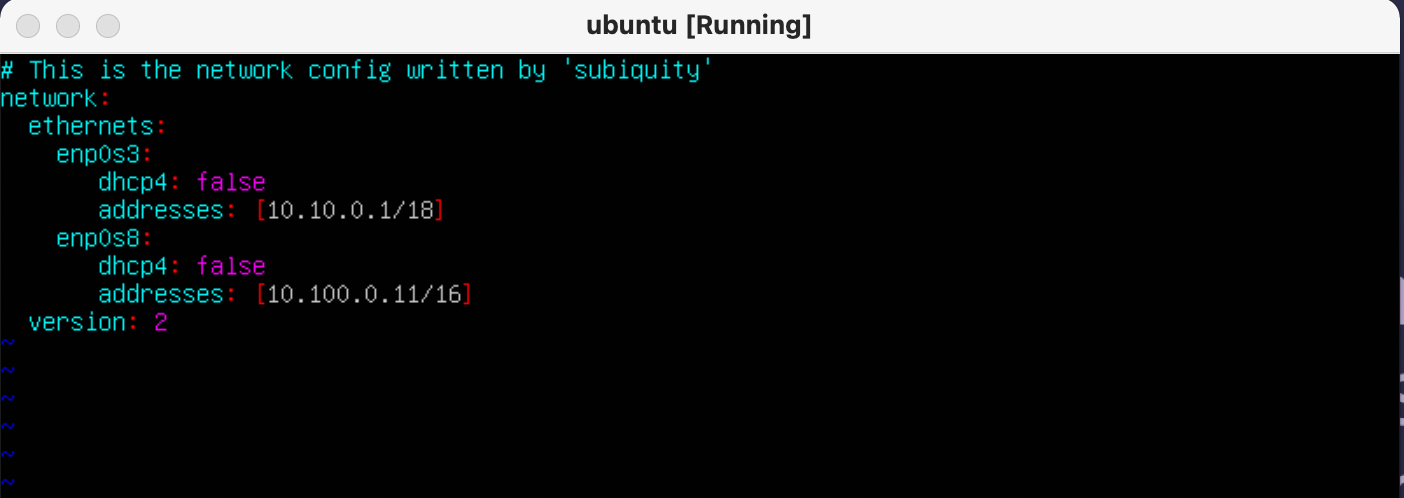 ubuntu [Running]
# This is the network config written by 'subiquity'
network:
  ethernets:
    enp0s3:
       dhcp4: false
       addresses: [10.10.0.1/18]
    enp0s8:
       dhcp4: false
       addresses: [10.100.0.11/16]
  version: 2
~
~
~
~
~
~